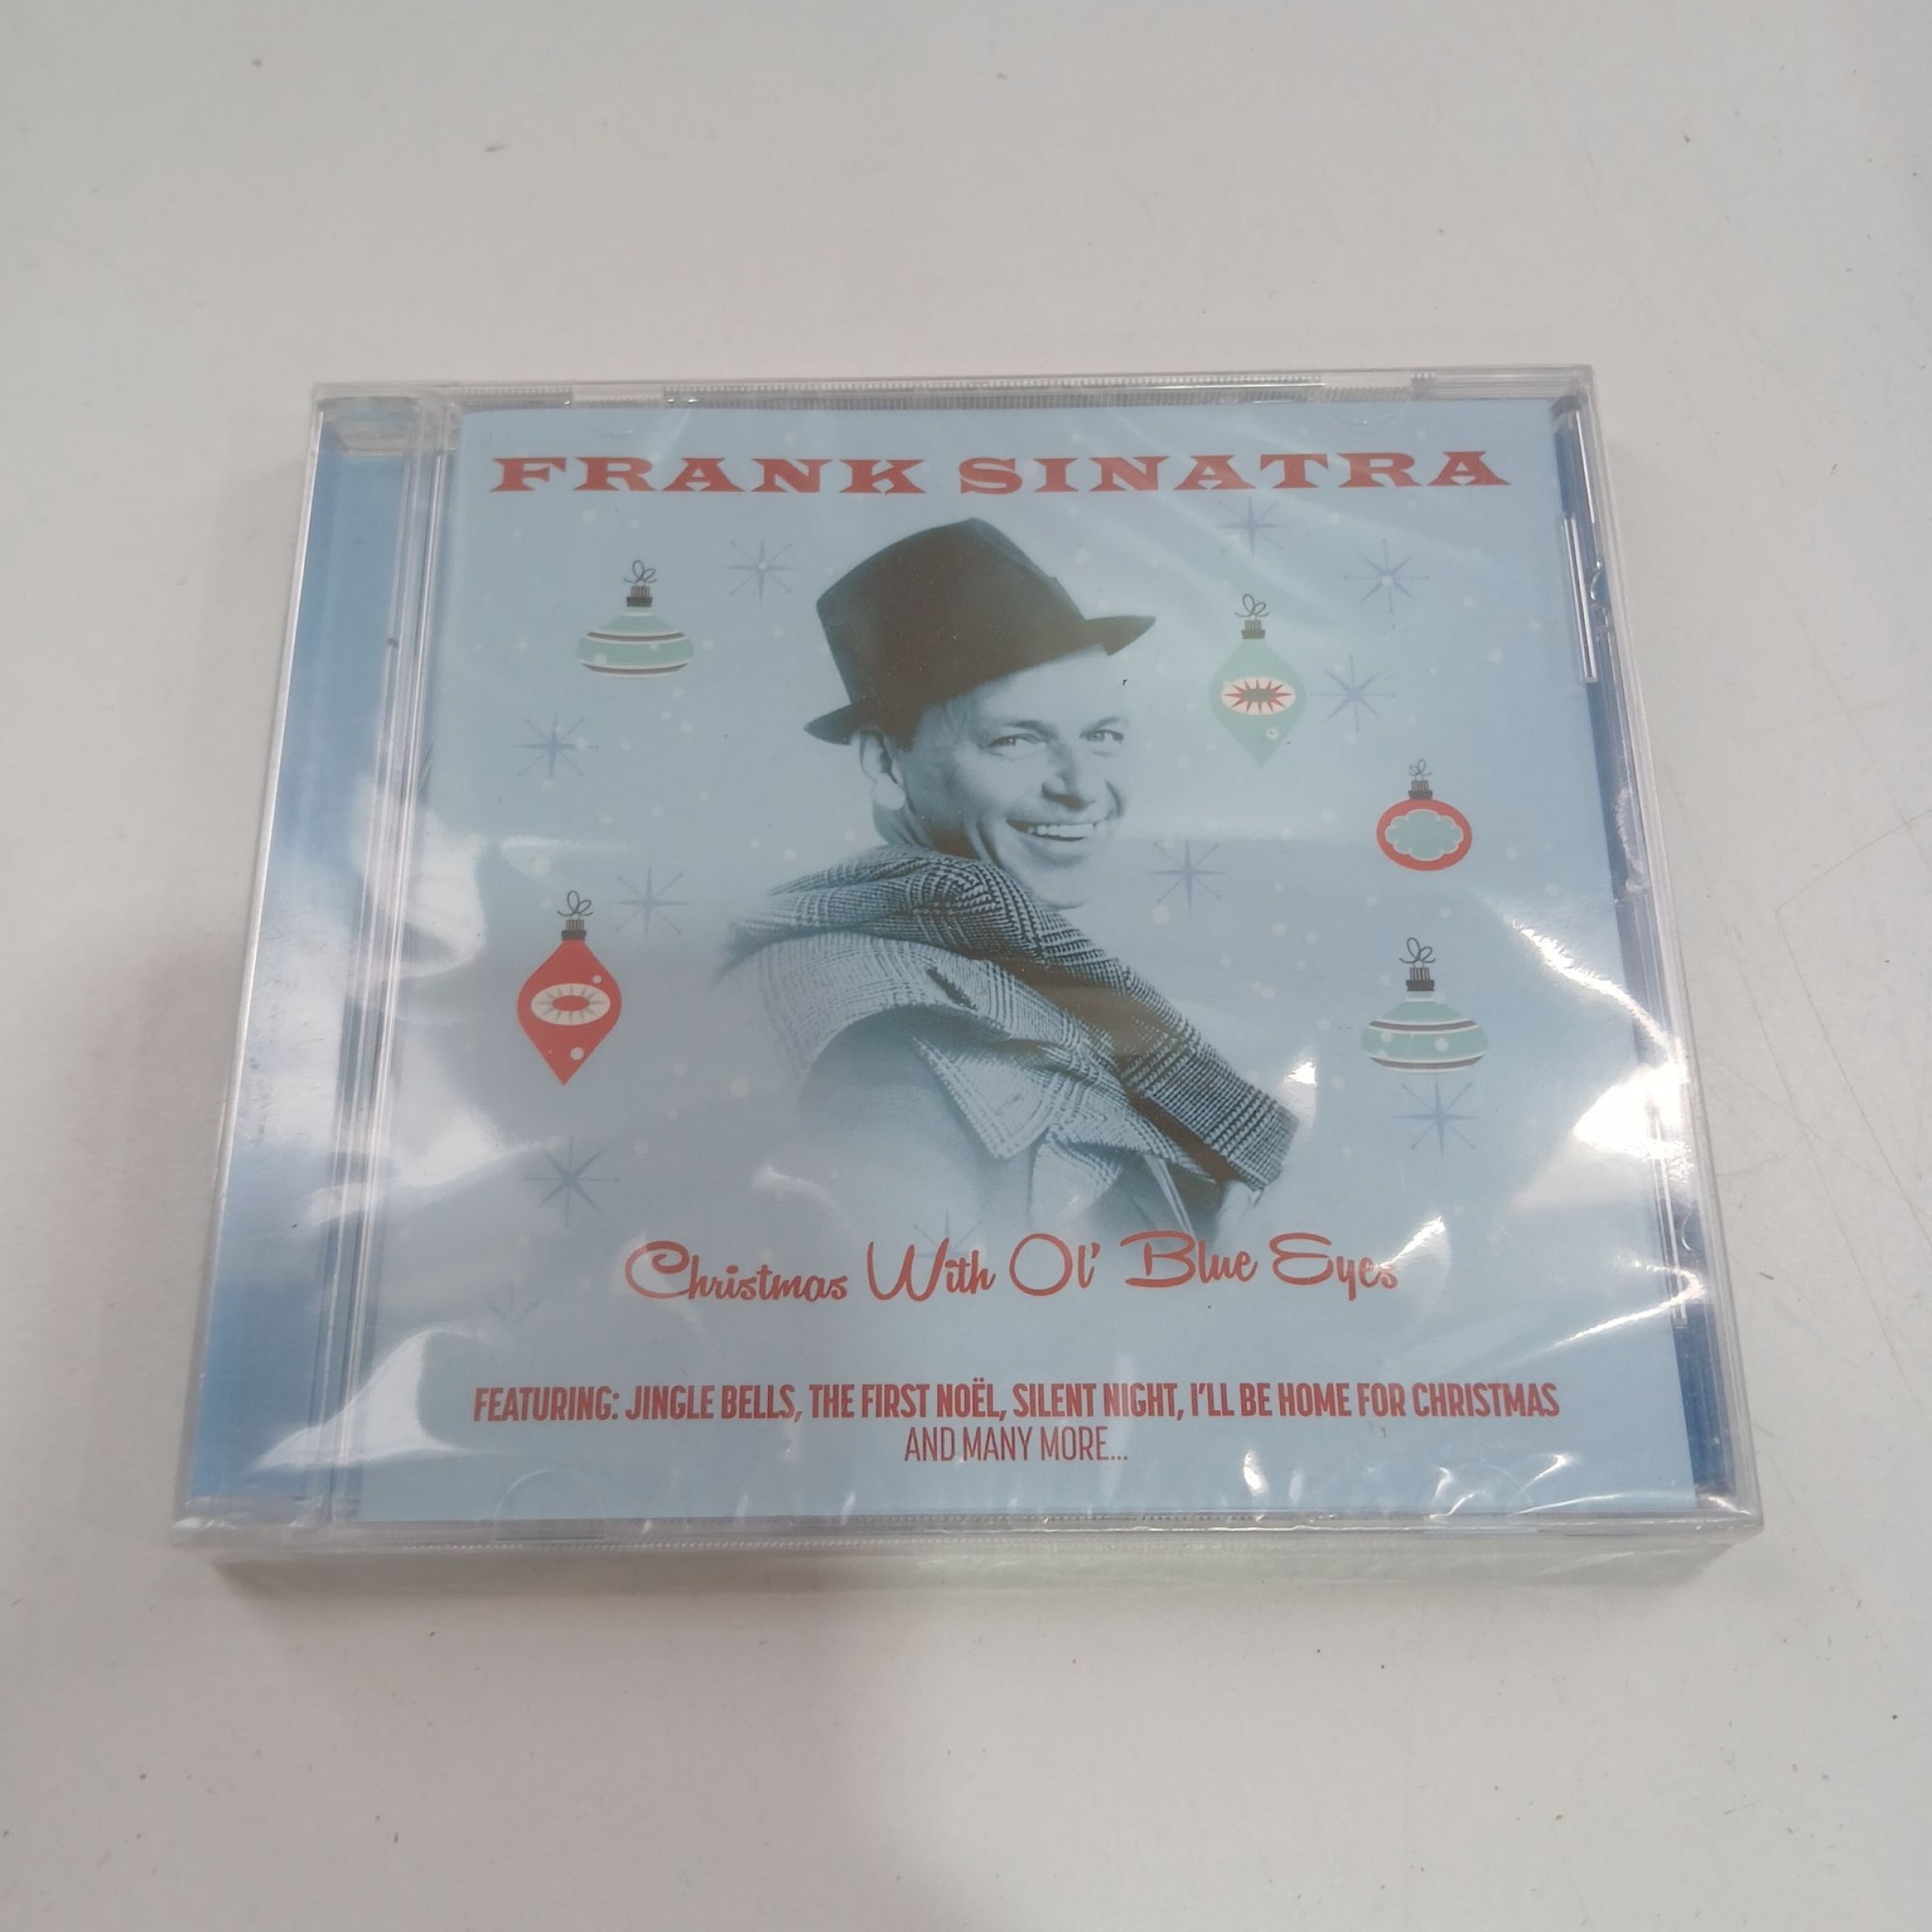 FRANK SINATRA
Christmas With Ol' Blue Eyes
FEATURING: JINGLE BELLS, THE FIRST NOËL, SILENT NIGHT, I'LL BE HOME FOR CHRISTMAS
AND MANY MORE...